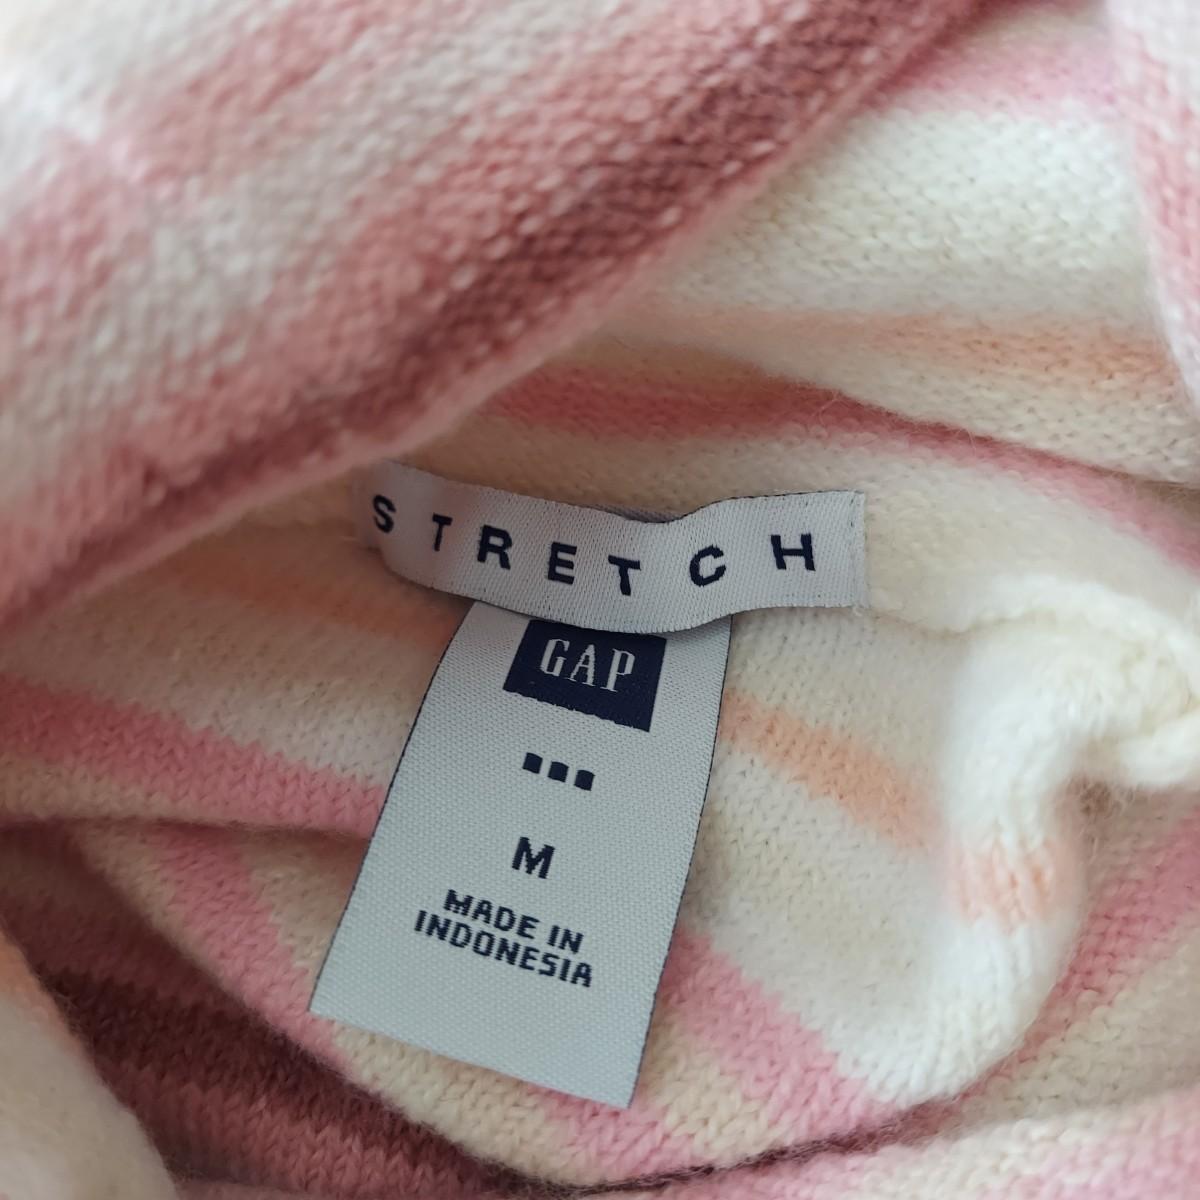 STRETCH
GAP
M
MADE IN
INDONESIA